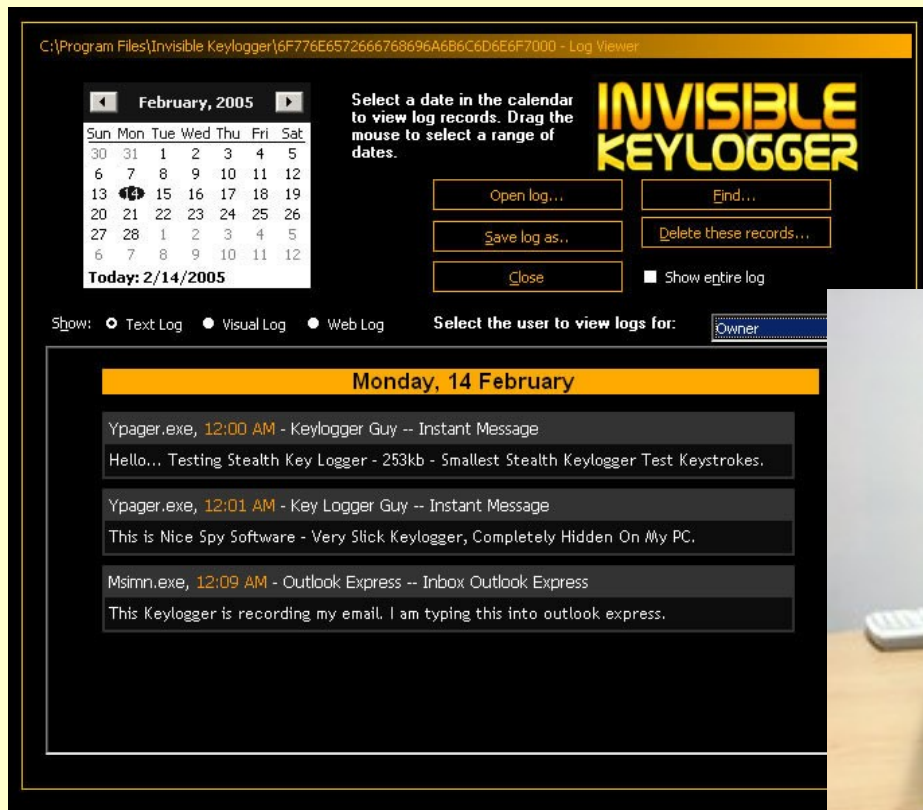 C:\Program Files\Invisible Keylogger\6F776E6572666768696A6B6C6D6E6F7000 - Log Viewer
February, 2005
Sun Mon Tue Wed Thu Fri Sat
30 31 1 2 3 4 5
6 7 8 9 10 11 12
13 14 15 16 17 18 19
20 21 22 23 24 25 26
27 28 1 2 3 4 5
6 7 8 9 10 11 12
Today: 2/14/2005
Select a date in the calendar
to view log records. Drag the
mouse to select a range of
dates.
INVISIBLE
KEYLOGGER
Open log...
Find...
Save log as..
Delete these records...
Close
Show entire log
Show: Text Log Visual Log Web Log
Select the user to view logs for:
Owner
Monday, 14 February
Ypager.exe, 12:00 AM - Keylogger Guy -- Instant Message
Hello... Testing Stealth Key Logger - 253kb - Smallest Stealth Keylogger Test Keystrokes.
Ypager.exe, 12:01 AM - Key Logger Guy -- Instant Message
This is Nice Spy Software - Very Slick Keylogger, Completely Hidden On My PC.
Msimn.exe, 12:09 AM - Outlook Express -- Inbox Outlook Express
This Keylogger is recording my email. I am typing this into outlook express.